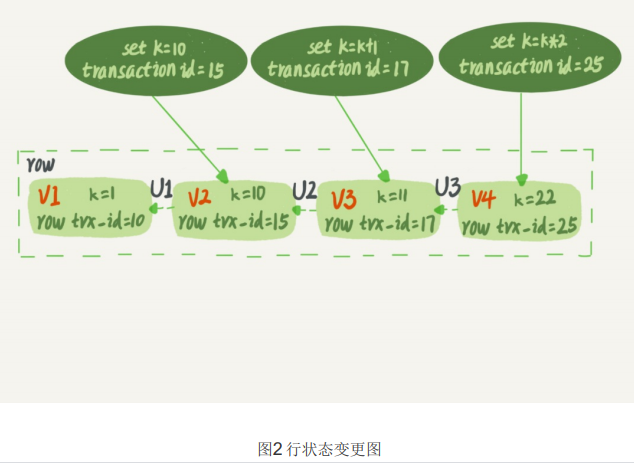 set k=10
transaction id=15
set k=k+1
transaction id=17
set k=k*2
transaction id=25
row
V1 k=1
row trx-id=10
U1
V2 k=10
row trx-id=15
U2
V3 k=11
row trx-id=17
U3
V4 k=22
row trx-id=25
图2 行状态变更图